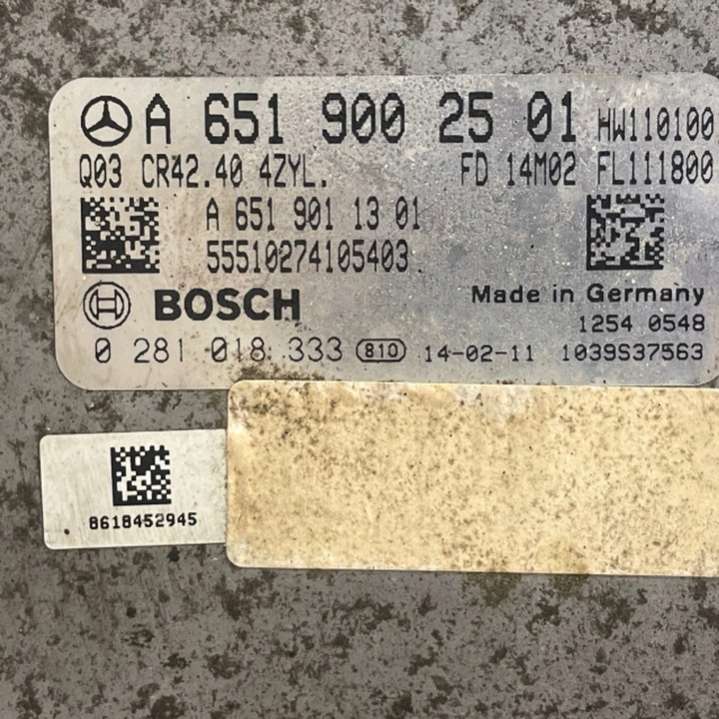 A 651 900 25 01 HW110100
Q03 CR42.40 4ZYL. FD 14M02 FL111800
A 651 901 13 01
55510274105403
BOSCH
Made in Germany
1254 0548
0 281 018 333 810 14-02-11 1039S37563
8618452945